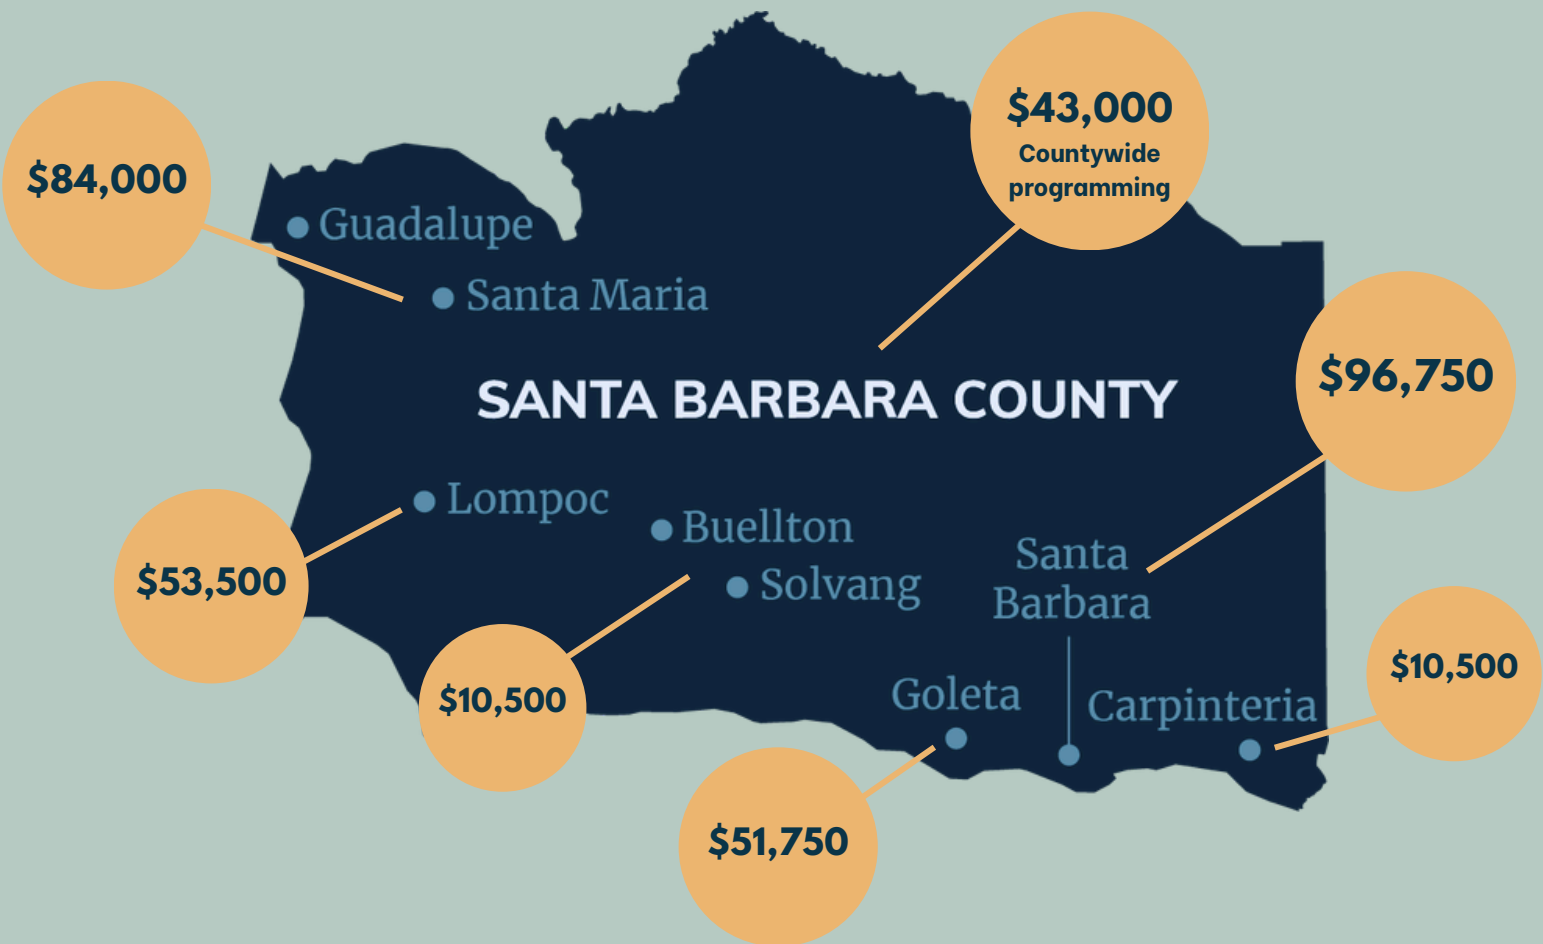 $43,000
Countywide
programming
$84,000
Guadalupe
Santa Maria
$96,750
SANTA BARBARA COUNTY
Lompoc
Buellton
Santa
Barbara
Solvang
$53,500
$10,500
Goleta
Carpinteria
$10,500
$51,750